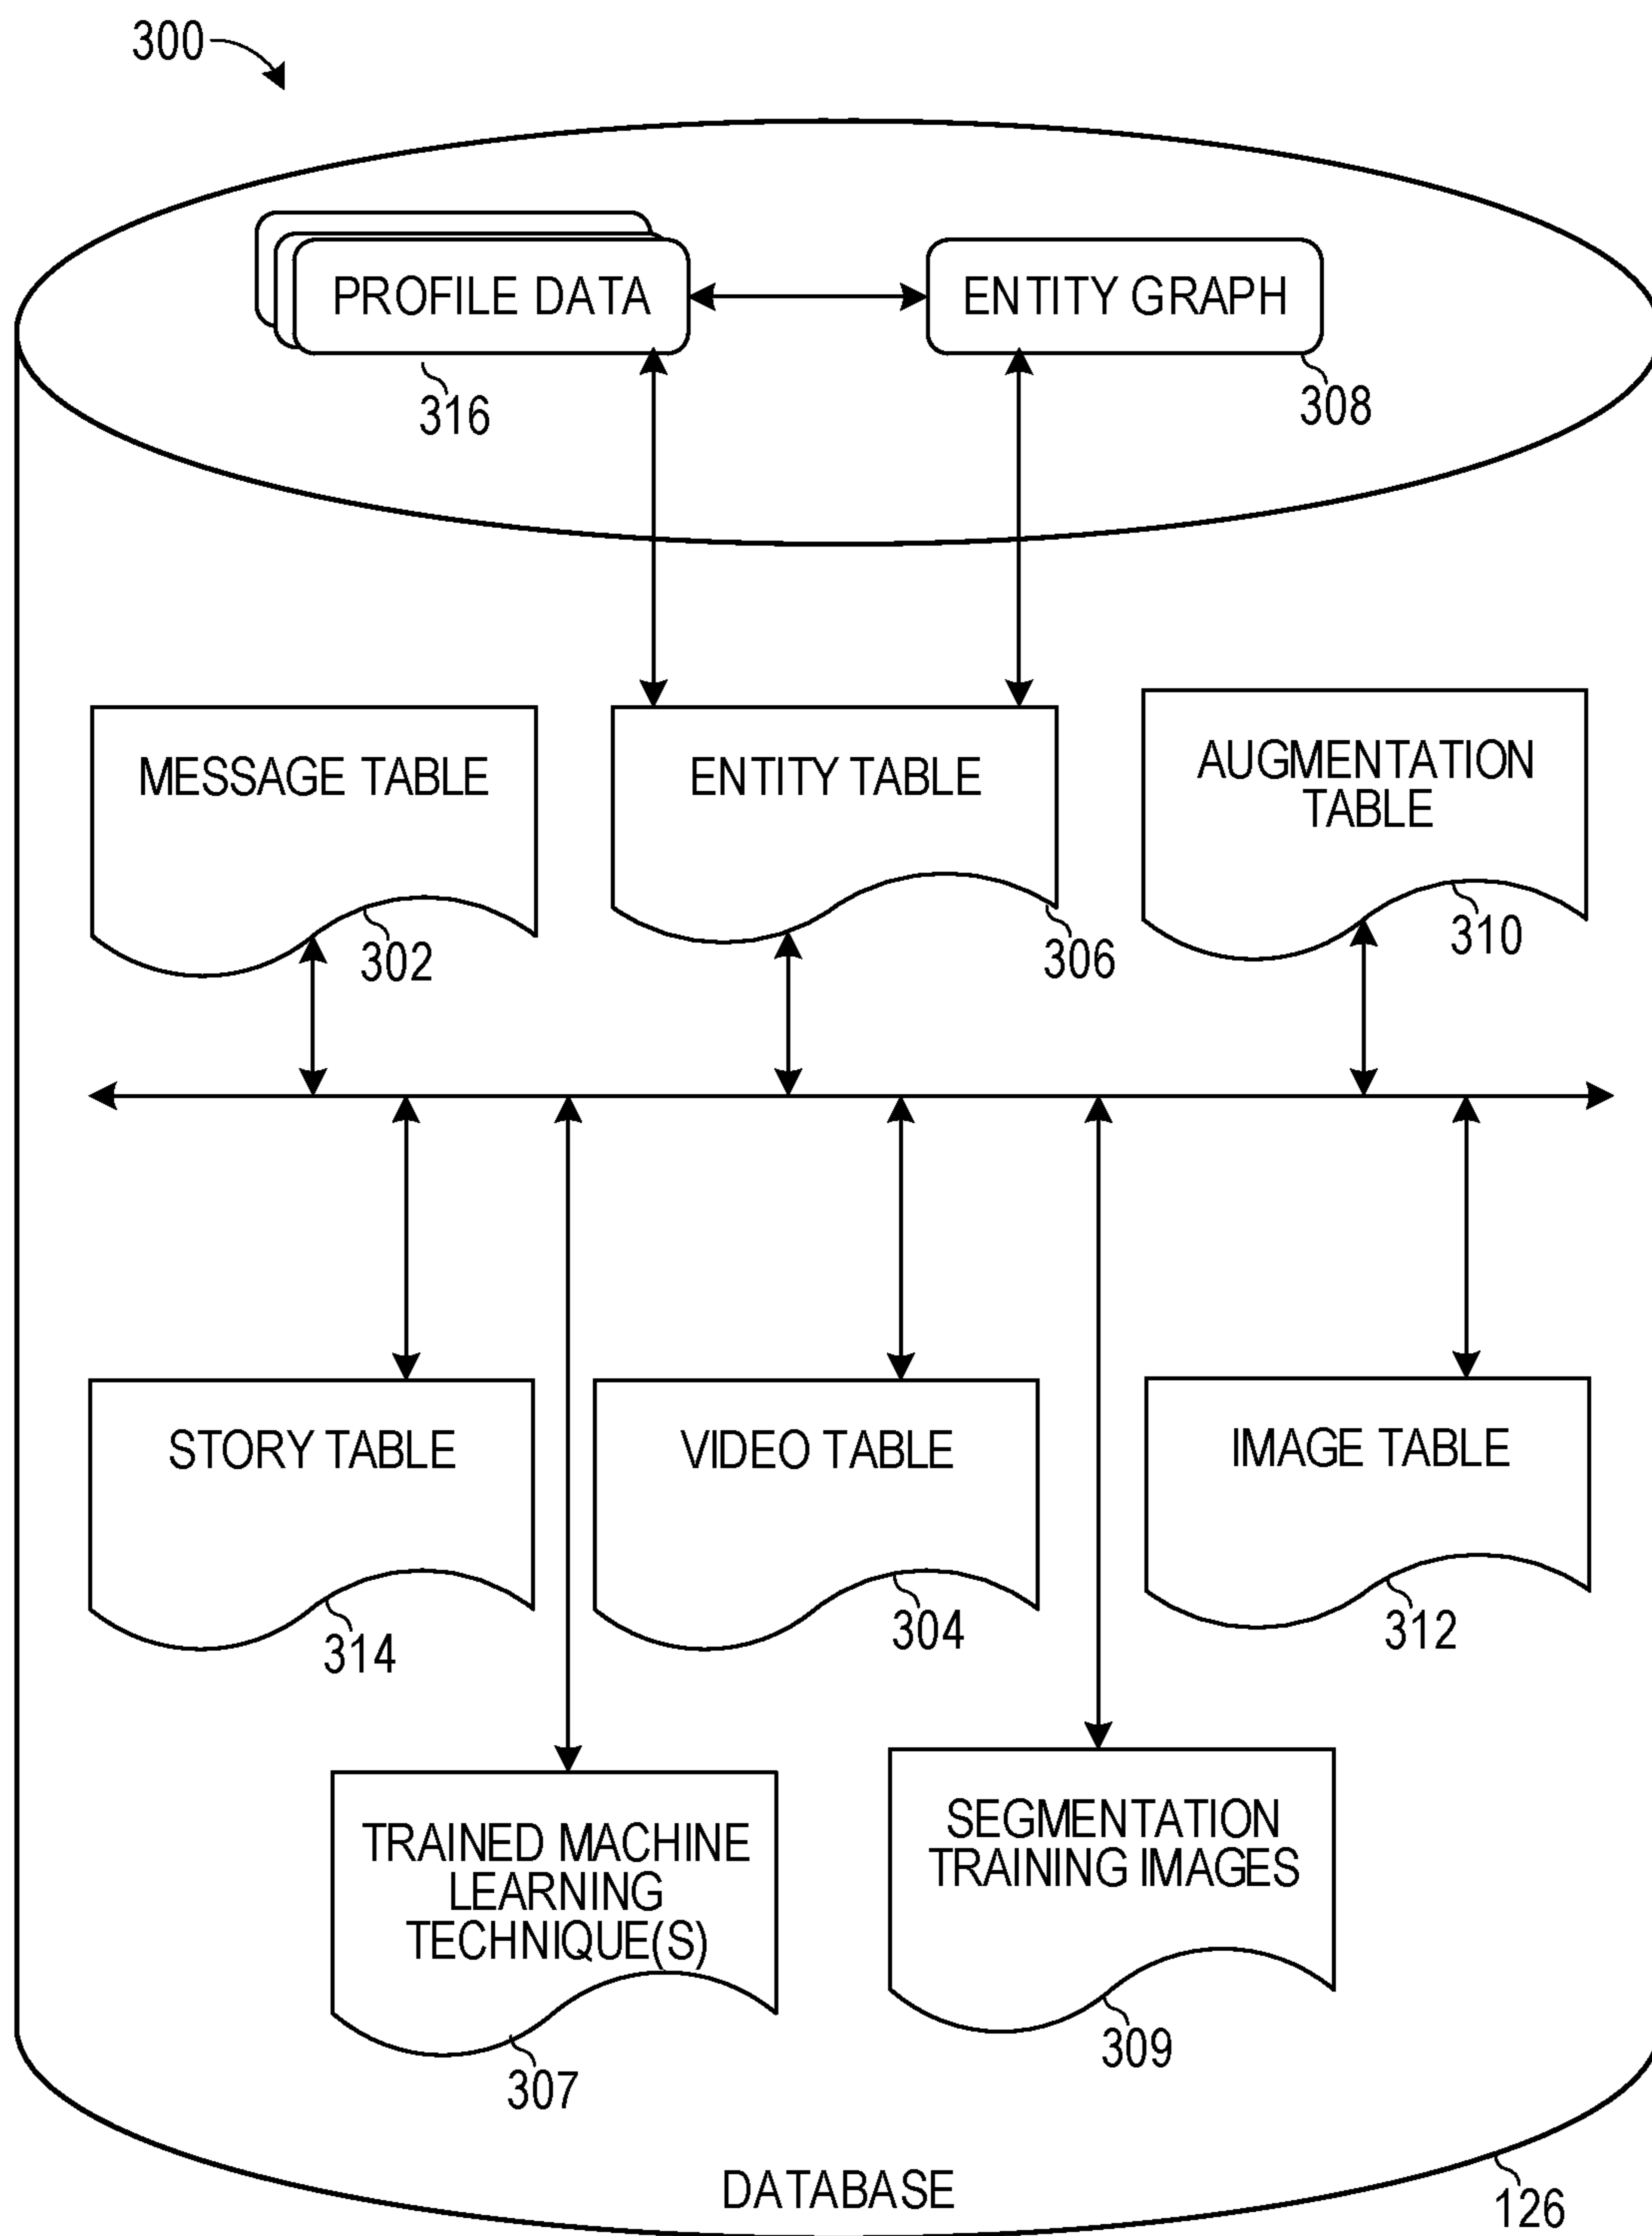 300
PROFILE DATA
ENTITY GRAPH
316
308
MESSAGE TABLE
ENTITY TABLE
AUGMENTATION
TABLE
302
306
310
STORY TABLE
VIDEO TABLE
IMAGE TABLE
314
304
312
TRAINED MACHINE
LEARNING
TECHNIQUE(S)
SEGMENTATION
TRAINING IMAGES
307
309
DATABASE
126